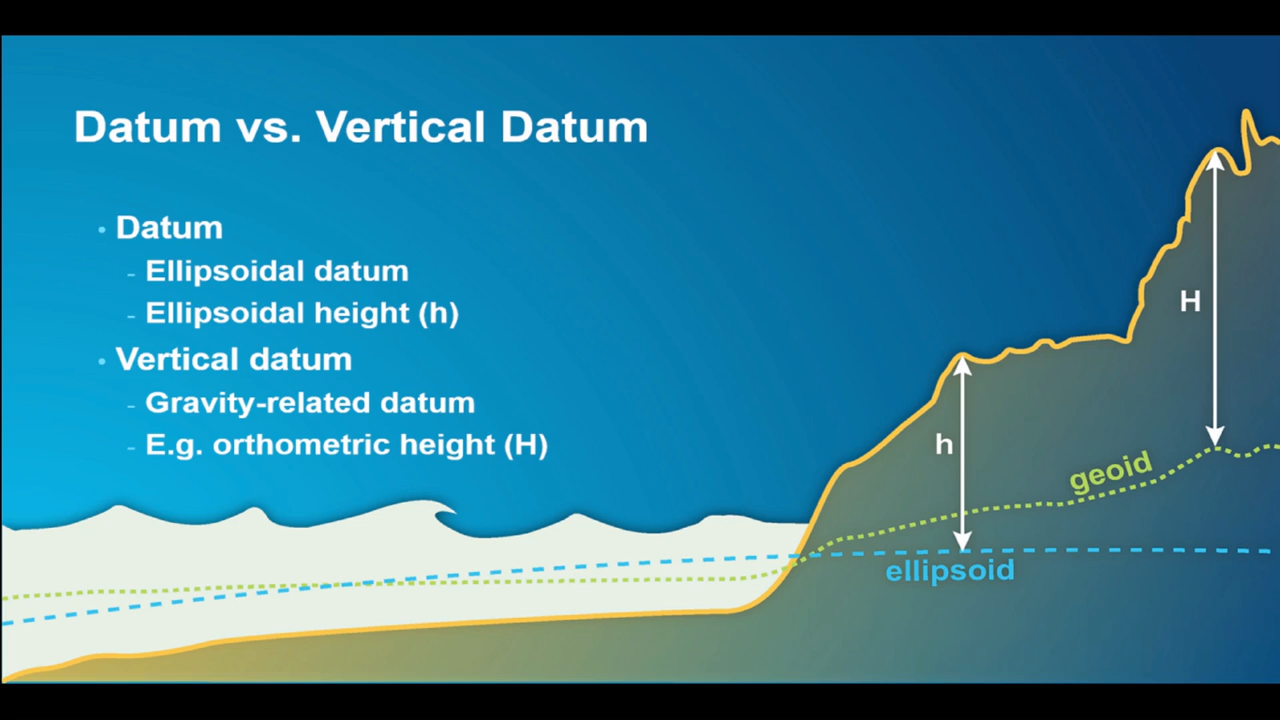 Datum vs. Vertical Datum
• Datum
- Ellipsoidal datum
- Ellipsoidal height (h)
• Vertical datum
- Gravity-related datum
- E.g. orthometric height (H)
H
h
geoid
ellipsoid